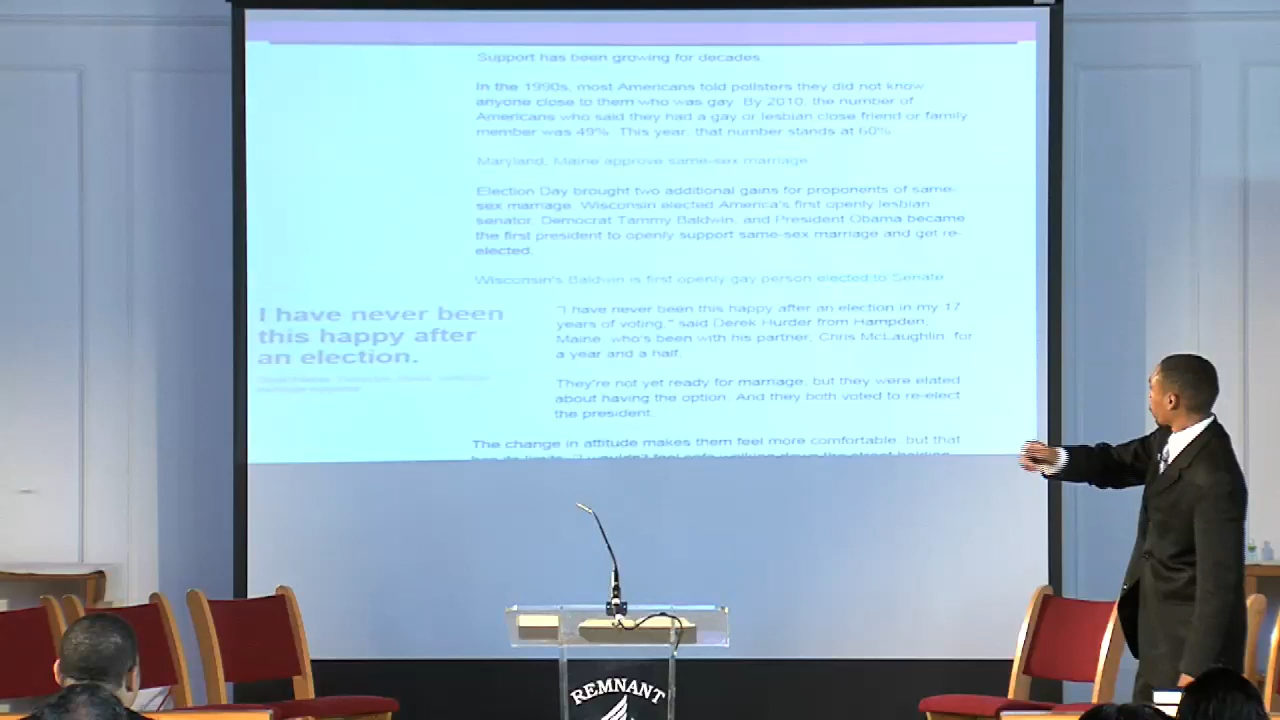 Support has been growing for decades.
In the 1990s, most Americans told pollsters they did not know
anyone close to them who was gay. By 2010, the number of
Americans who said they had a gay or lesbian close friend or family
member was 49%. This year, that number stands at 60%.
Maryland, Maine approve same-sex marriage
Election Day brought two additional gains for proponents of same-
sex marriage. Wisconsin elected America's first openly lesbian
senator, Democrat Tammy Baldwin, and President Obama became
the first president to openly support same-sex marriage and get re-
elected.
Wisconsin's Baldwin is first openly gay person elected to Senate
I have never been
this happy after
an election.
"I have never been this happy after an election in my 17
years of voting," said Derek Hurder from Hampden,
Maine, who's been with his partner, Chris McLaughlin, for
a year and a half.
They're not yet ready for marriage, but they were elated
about having the option. And they both voted to re-elect
the president.
The change in attitude makes them feel more comfortable, but that
REMNANT